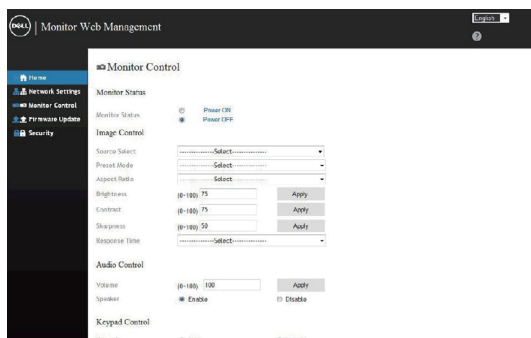 DELL
Monitor Web Management
English
?
Home
Network Settings
Monitor Control
Firmware Update
Security
Monitor Control
Monitor Status
Monitor Status
Power ON
Power OFF
Image Control
Source Select
---------------Select---------------
Preset Mode
---------------Select---------------
Aspect Ratio
---------------Select---------------
Brightness (0~100) 75 Apply
Contrast (0~100) 75 Apply
Sharpness (0~100) 50 Apply
Response Time
---------------Select---------------
Audio Control
Volume (0~100) 100 Apply
Speaker Enable Disable
Keypad Control